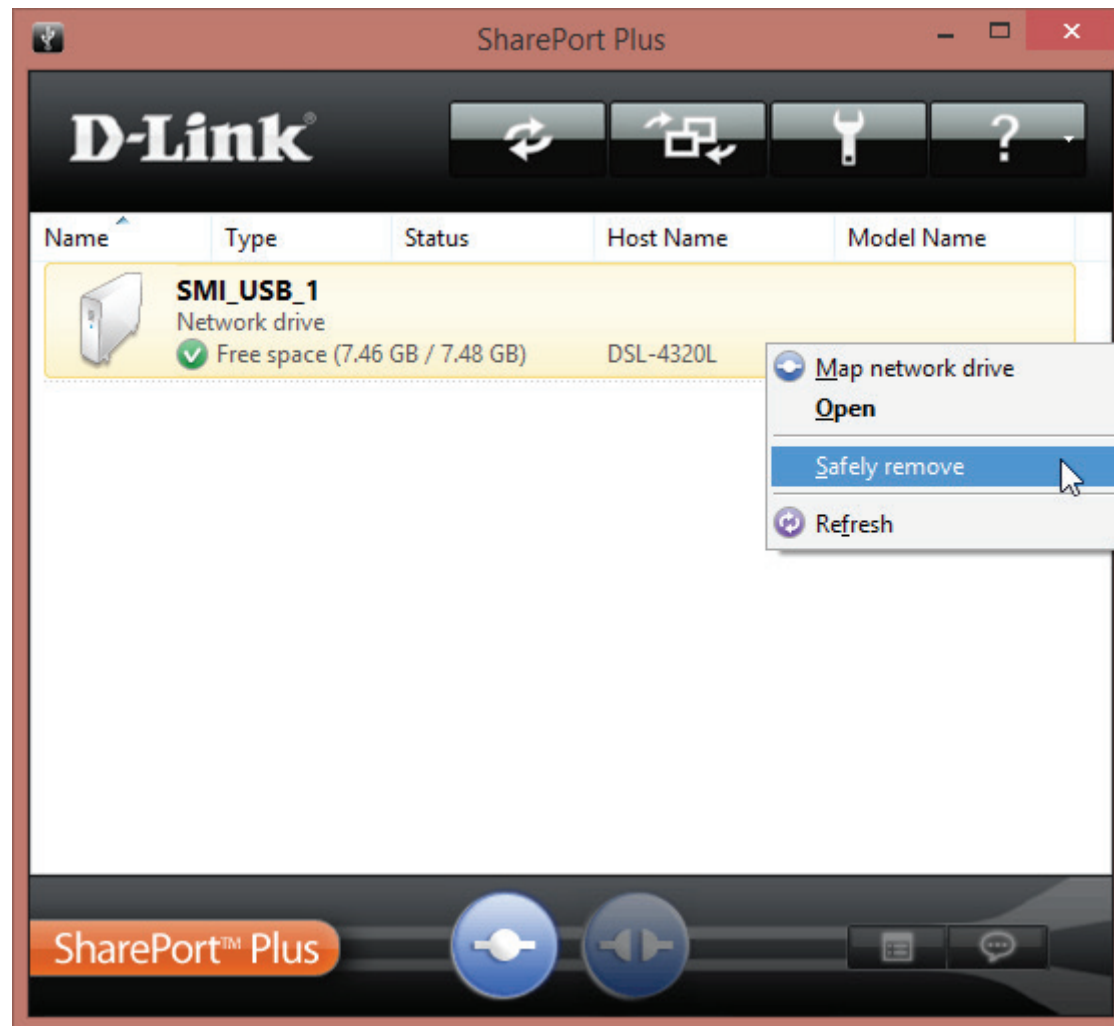 SharePort Plus
D-Link®
?
Name Type Status Host Name Model Name
SMI_USB_1
Network drive
Free space (7.46 GB / 7.48 GB) DSL-4320L
Map network drive
Open
Safely remove
Refresh
SharePort™ Plus